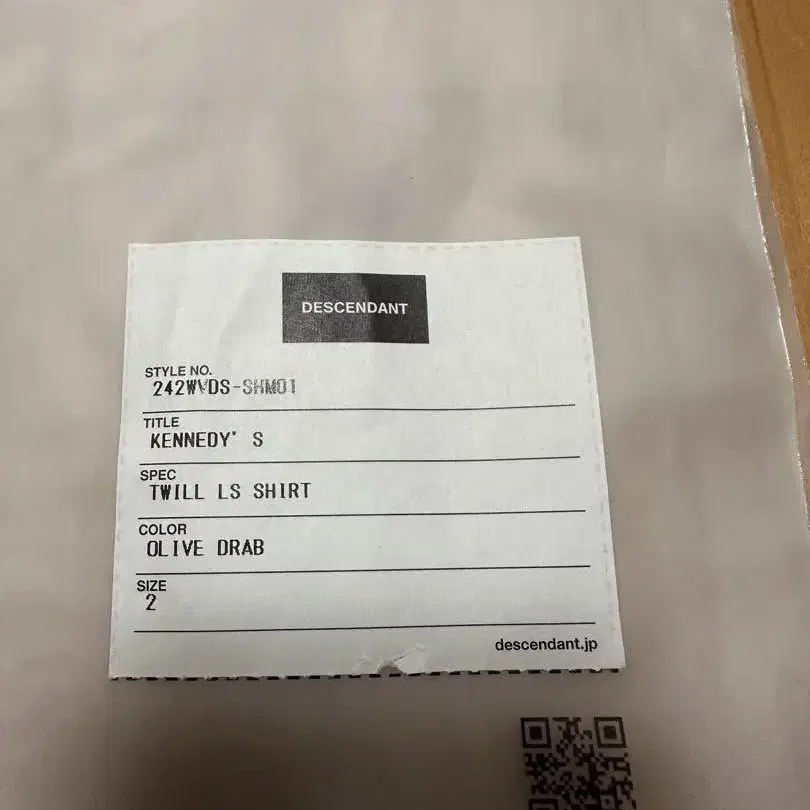 DESCENDANT
STYLE NO.
242WVDS-SHM01
TITLE
KENNEDY' S
SPEC
TWILL LS SHIRT
COLOR
OLIVE DRAB
SIZE
2
descendant.jp